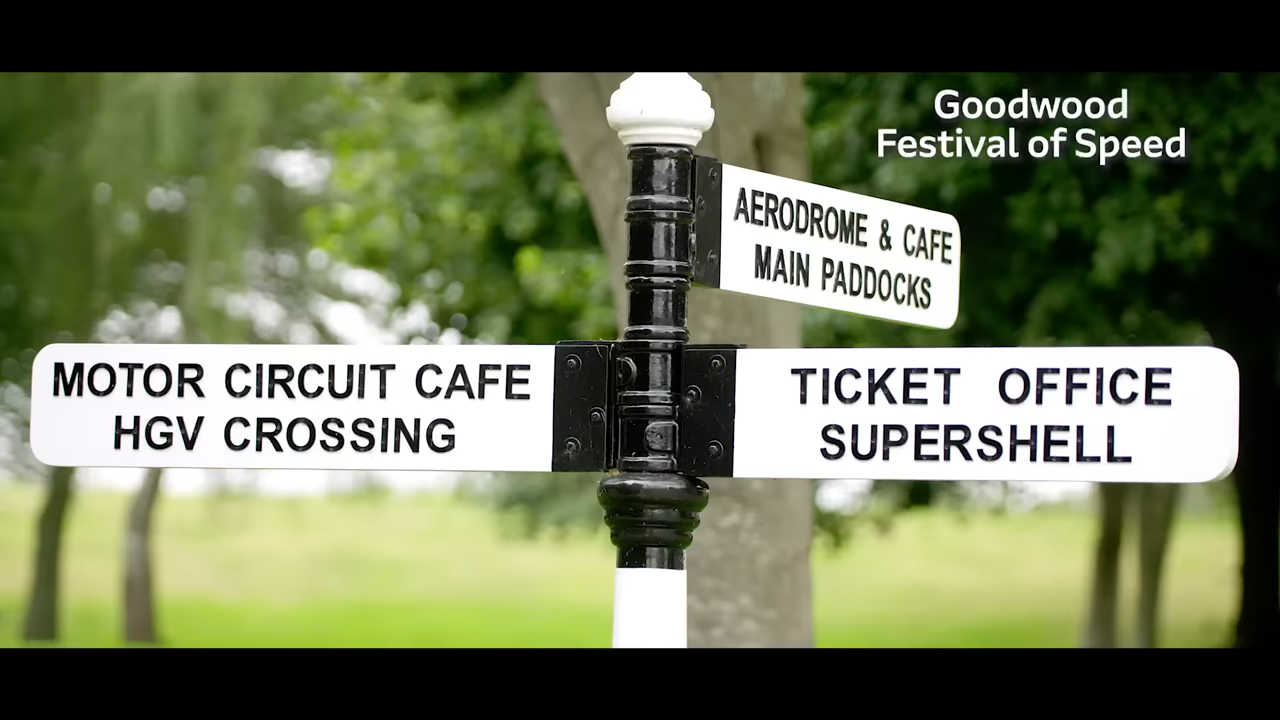 Goodwood
Festival of Speed
AERODROME & CAFE
MAIN PADDOCKS
MOTOR CIRCUIT CAFE
HGV CROSSING
TICKET OFFICE
SUPERSHELL